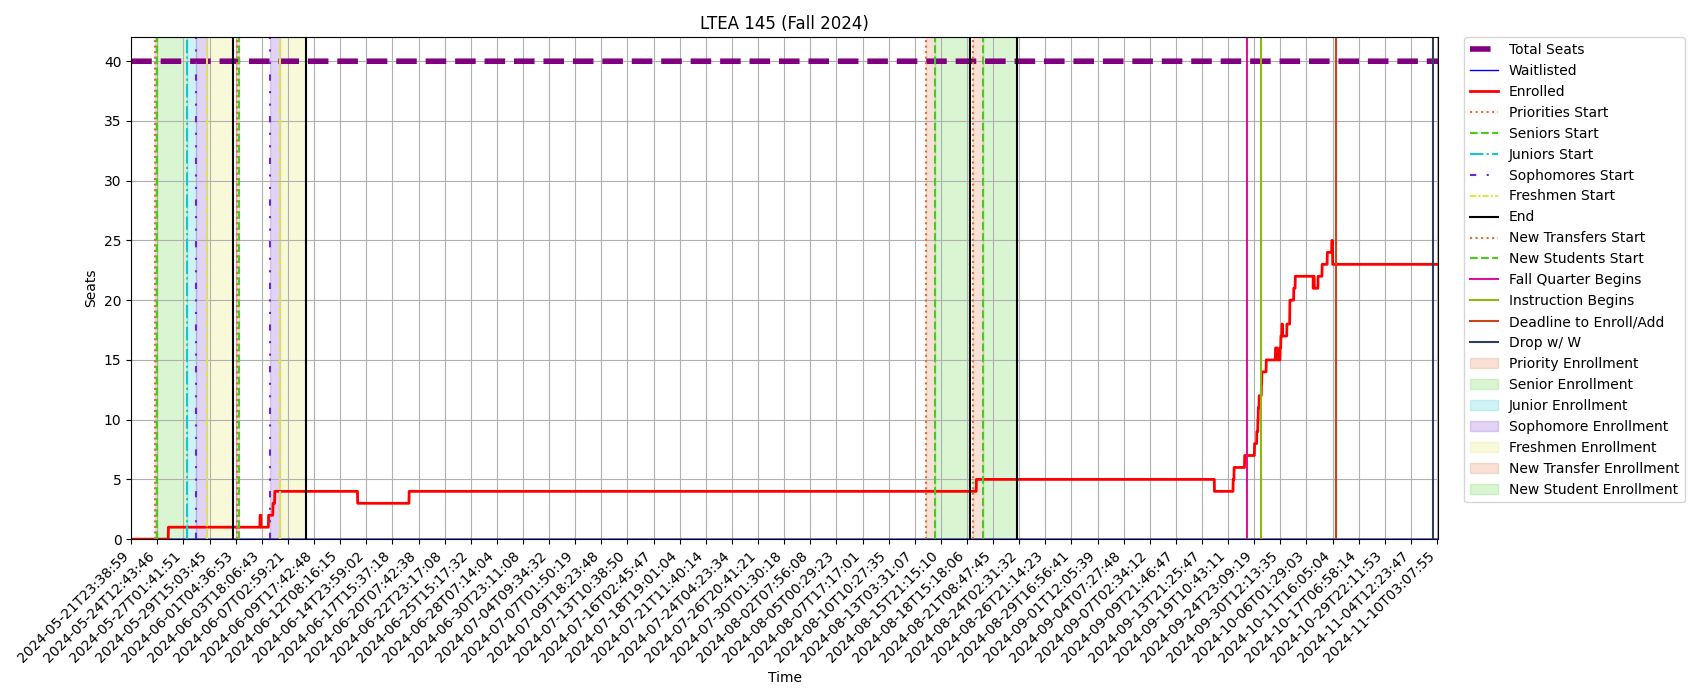 LTEA 145 (Fall 2024)
Seats
40
35
30
25
20
15
10
5
0
2024-05-21T23:38:59
2024-05-24T12:43:46
2024-05-27T01:41:51
2024-05-29T15:03:45
2024-06-01T04:36:53
2024-06-03T18:06:43
2024-06-07T02:59:21
2024-06-09T17:42:48
2024-06-12T08:16:15
2024-06-14T23:59:02
2024-06-17T15:37:18
2024-06-20T07:42:38
2024-06-22T23:17:08
2024-06-25T15:17:32
2024-06-28T07:14:04
2024-06-30T23:11:08
2024-07-04T09:34:32
2024-07-07T01:50:19
2024-07-09T18:23:48
2024-07-13T10:38:50
2024-07-16T02:45:47
2024-07-18T19:01:04
2024-07-21T11:40:14
2024-07-24T04:23:34
2024-07-26T20:41:21
2024-07-30T01:30:18
2024-08-02T07:56:08
2024-08-05T00:29:23
2024-08-07T17:17:01
2024-08-10T10:27:35
2024-08-13T03:31:07
2024-08-15T21:15:10
2024-08-18T15:18:06
2024-08-21T08:47:45
2024-08-24T02:31:32
2024-08-26T21:14:23
2024-08-29T16:56:41
2024-09-01T12:05:39
2024-09-04T07:27:48
2024-09-07T02:34:12
2024-09-09T21:46:47
2024-09-13T21:25:47
2024-09-19T10:43:11
2024-09-24T23:09:19
2024-09-30T12:13:35
2024-10-06T01:29:03
2024-10-11T16:05:04
2024-10-17T06:58:14
2024-10-29T22:11:53
2024-11-04T12:23:47
2024-11-10T03:07:55
Time
Total Seats
Waitlisted
Enrolled
Priorities Start
Seniors Start
Juniors Start
Sophomores Start
Freshmen Start
End
New Transfers Start
New Students Start
Fall Quarter Begins
Instruction Begins
Deadline to Enroll/Add
Drop w/ W
Priority Enrollment
Senior Enrollment
Junior Enrollment
Sophomore Enrollment
Freshmen Enrollment
New Transfer Enrollment
New Student Enrollment